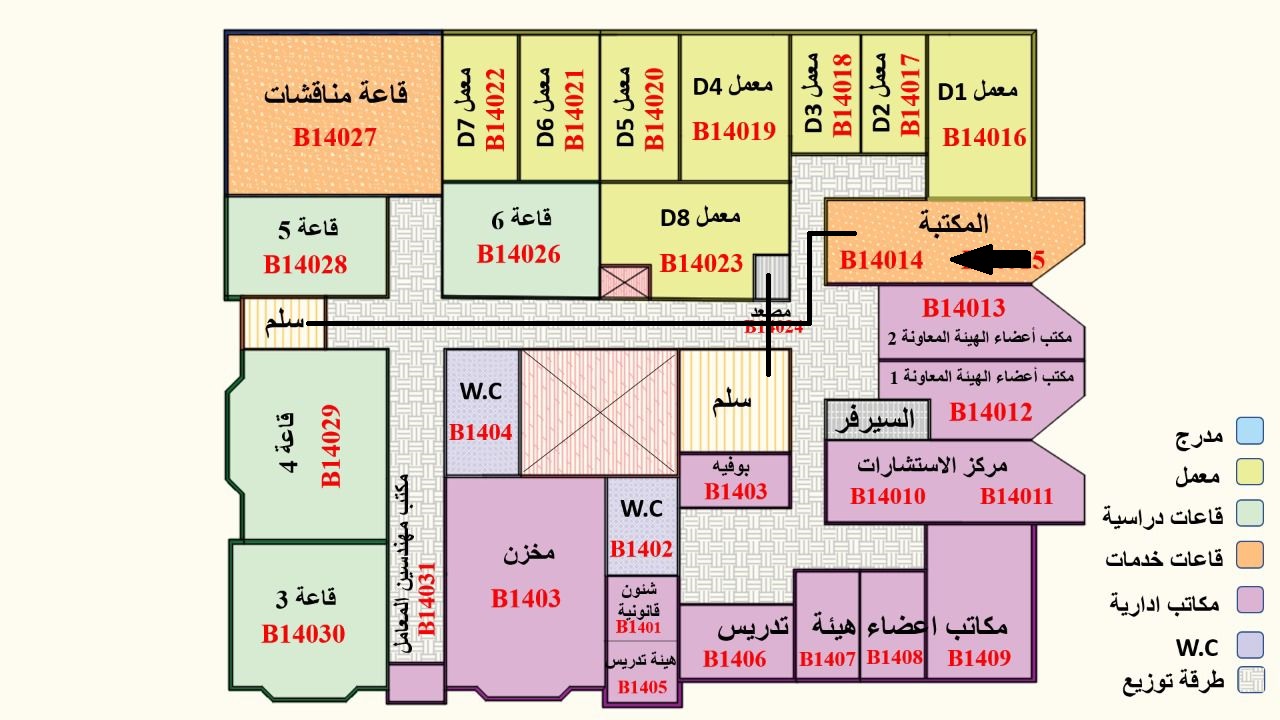 قاعة مناقشات
B14027
معمل D7
B14022
معمل D6
B14021
معمل D5
B14020
معمل D4
B14019
معمل D3
B14018
معمل D2
B14017
معمل D1
B14016
قاعة 5
B14028
قاعة 6
B14026
معمل D8
B14023
المكتبة
B14014
5
مصعد
B14024
سلم
B14013
مكتب أعضاء الهيئة المعاونة 2
مكتب أعضاء الهيئة المعاونة 1
B14012
السيرفر
مركز الاستشارات
B14010
B14011
قاعة 4
B14029
W.C
B1404
سلم
بوفيه
B1403
W.C
B1402
مكتب مهندسين المعامل
B14031
مخزن
B1403
شئون
قانونية
B1401
هيئة تدريس
B1405
قاعة 3
B14030
مكاتب اعضاء هيئة تدريس
B1406
B1407
B1408
B1409
مدرج
معمل
قاعات دراسية
قاعات خدمات
مكاتب ادارية
W.C
طرقة توزيع